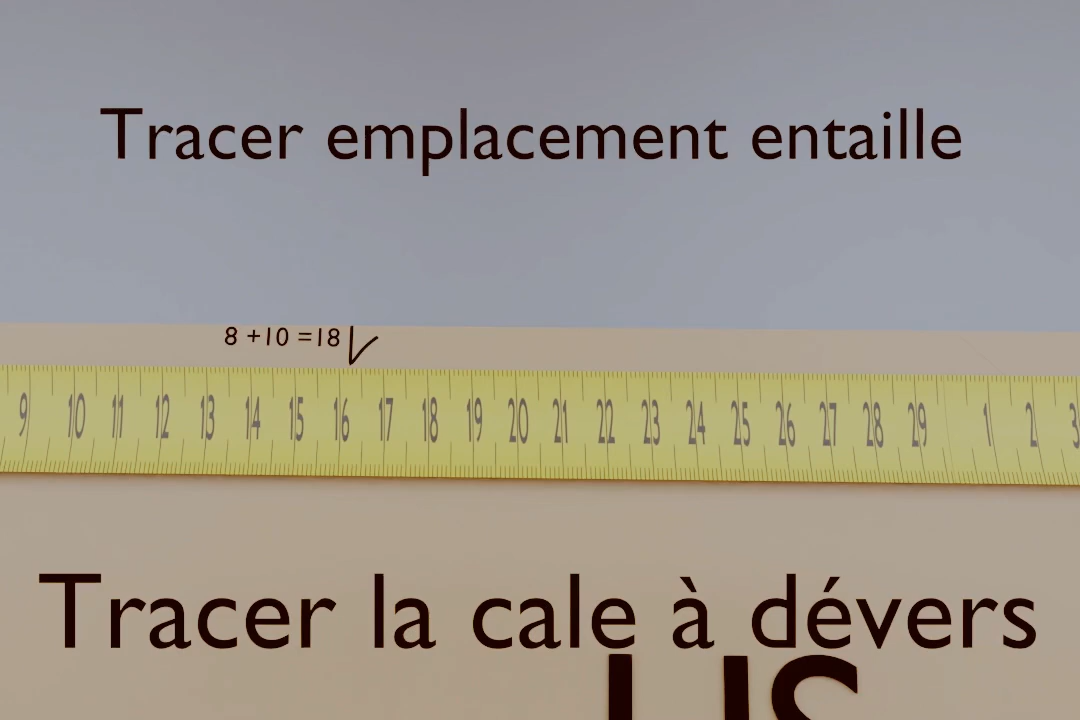 Tracer emplacement entaille
8 +10 =18
9 10 11 12 13 14 15 16 17 18 19 20 21 22 23 24 25 26 27 28 29 1 2 3
Tracer la cale à dévers